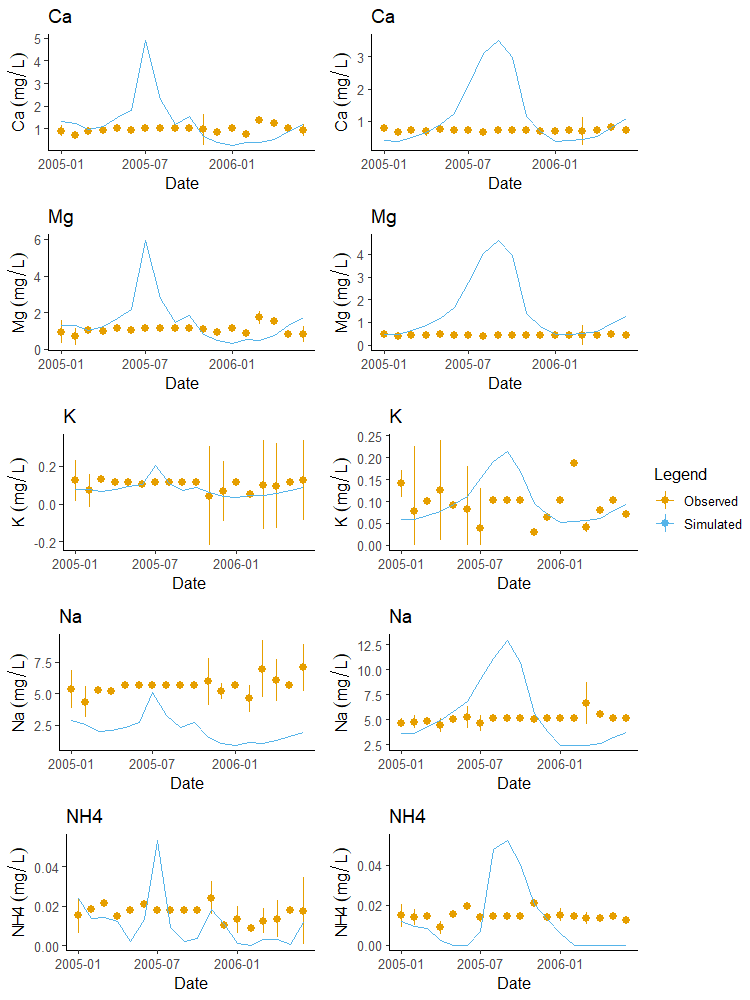 Ca
Ca (mg/ L)
5
4
3
2
1
2005-01 2005-07 2006-01
Date
Ca
Ca (mg/ L)
3
2
1
2005-01 2005-07 2006-01
Date
Mg
Mg (mg/ L)
6
4
2
0
2005-01 2005-07 2006-01
Date
Mg
Mg (mg/ L)
4
3
2
1
0
2005-01 2005-07 2006-01
Date
K
K (mg/ L)
0.2
0.0
-0.2
2005-01 2005-07 2006-01
Date
K
K (mg/ L)
0.25
0.20
0.15
0.10
0.05
0.00
2005-01 2005-07 2006-01
Date
Legend
Observed
Simulated
Na
Na (mg/ L)
7.5
5.0
2.5
2005-01 2005-07 2006-01
Date
Na
Na (mg/ L)
12.5
10.0
7.5
5.0
2.5
2005-01 2005-07 2006-01
Date
NH4
NH4 (mg/ L)
0.04
0.02
0.00
2005-01 2005-07 2006-01
Date
NH4
NH4 (mg/ L)
0.04
0.02
0.00
2005-01 2005-07 2006-01
Date